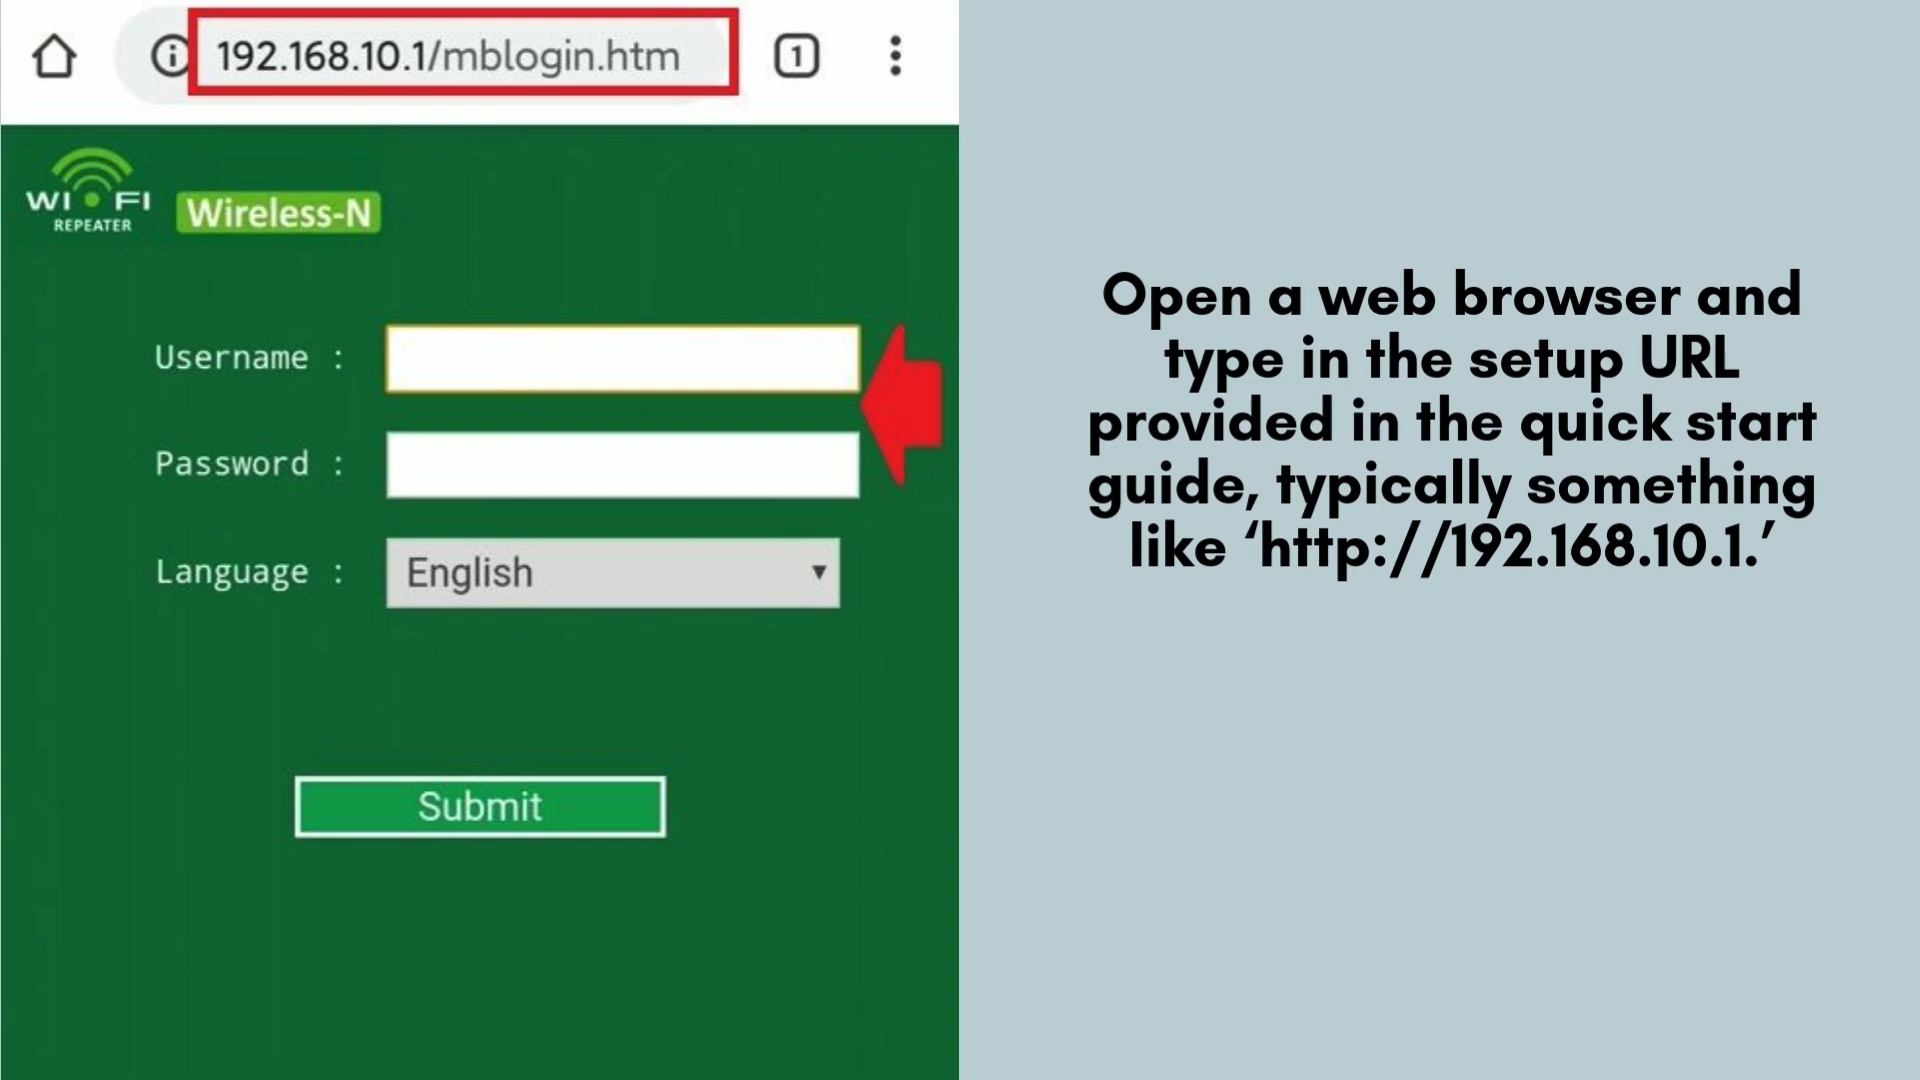 192.168.10.1/mblogin.htm
1
WI FI
REPEATER
Wireless-N
Username :
Password :
Language :
English
Submit
Open a web browser and
type in the setup URL
provided in the quick start
guide, typically something
like ‘http://192.168.10.1.’